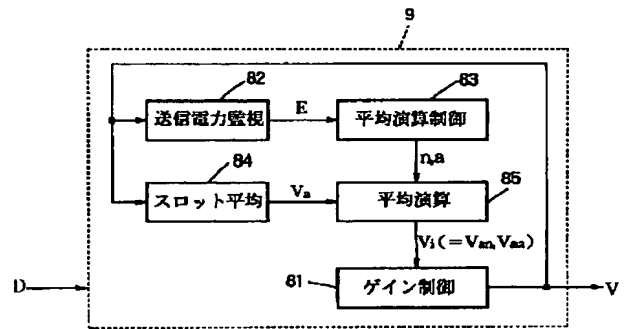 9
82
83
送信電力監視
E
平均演算制御
84
n,a
85
スロット平均
Va
平均演算
Vi(=Van,Vaa)
D
81
ゲイン制御
V